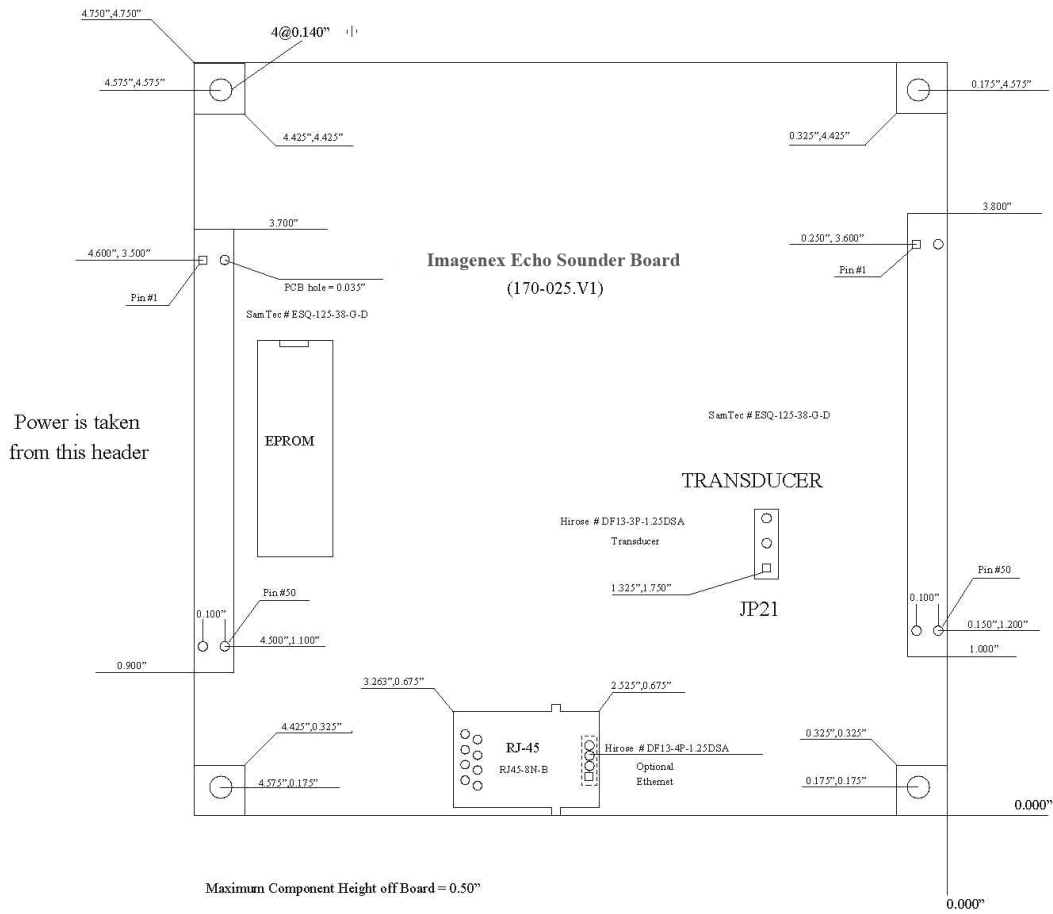 4.750”,4.750”
4@0.140”
4.575”,4.575”
0.175”,4.575”
4.425”,4.425”
0.325”,4.425”
3.800”
3.700”
4.600”, 3.500”
0.250”, 3.600”
Imagenex Echo Sounder Board
(170-025.V1)
Pin #1
Pin #1
PCB hole = 0.035”
SamTec # ESQ-125-38-G-D
Power is taken
from this header
SamTec # ESQ-125-38-G-D
EPROM
TRANSDUCER
Hirose # DF13-3P-1.25DSA
Transducer
1.325”,1.750”
JP21
Pin #50
Pin #50
0.100”
0.100”
4.500”,1.100”
0.150”,1.200”
1.000”
0.900”
3.263”,0.675”
2.525”,0.675”
4.425”,0.325”
0.325”,0.325”
RJ-45
RJ45-8N-B
Hirose # DF13-4P-1.25DSA
Optional
Ethernet
4.575”,0.175”
0.175”,0.175”
0.000”
Maximum Component Height off Board = 0.50”
0.000”